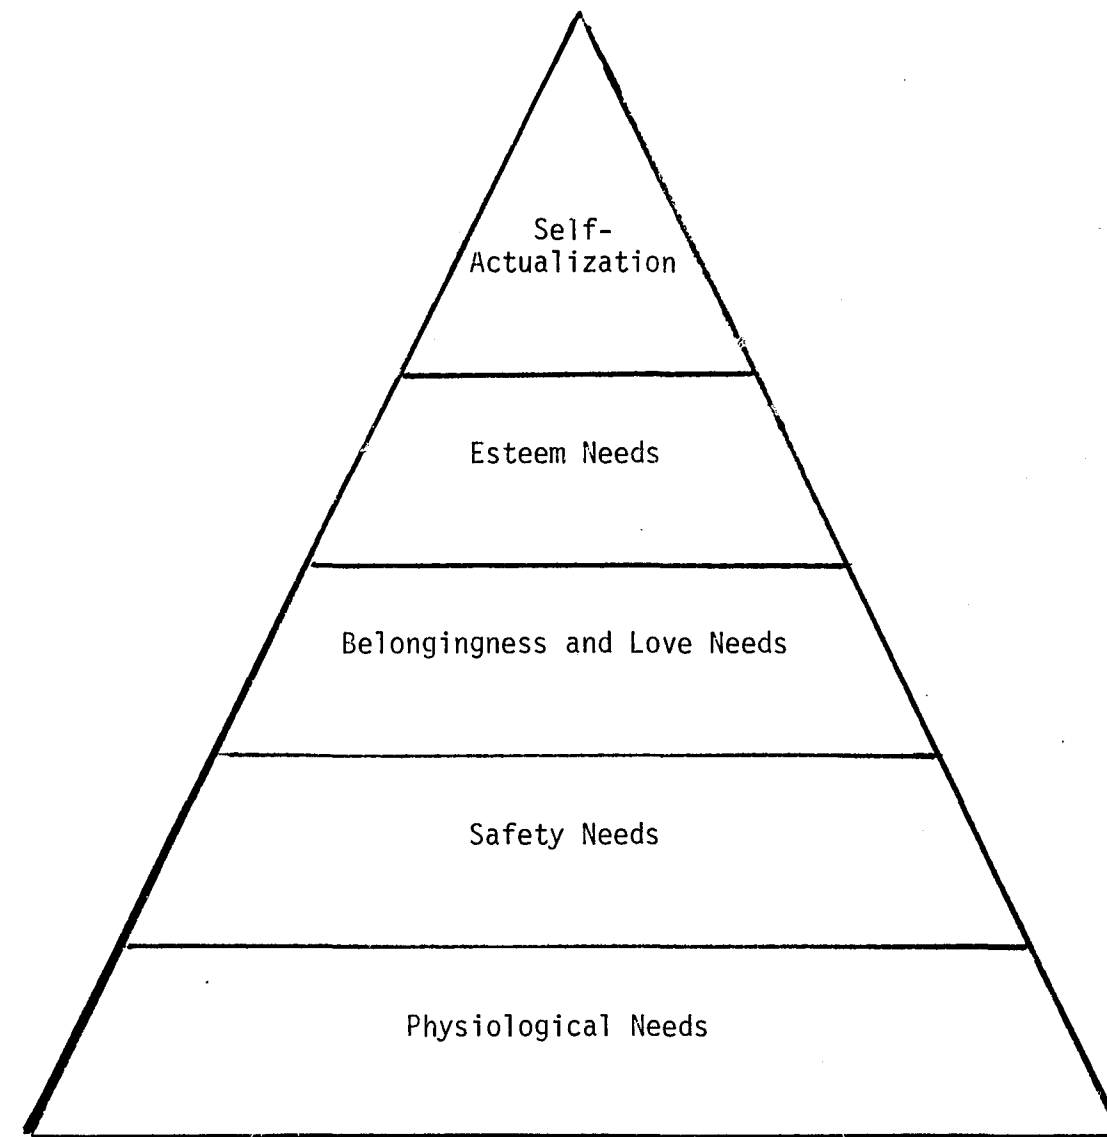 Self-
Actualization
Esteem Needs
Belongingness and Love Needs
Safety Needs
Physiological Needs